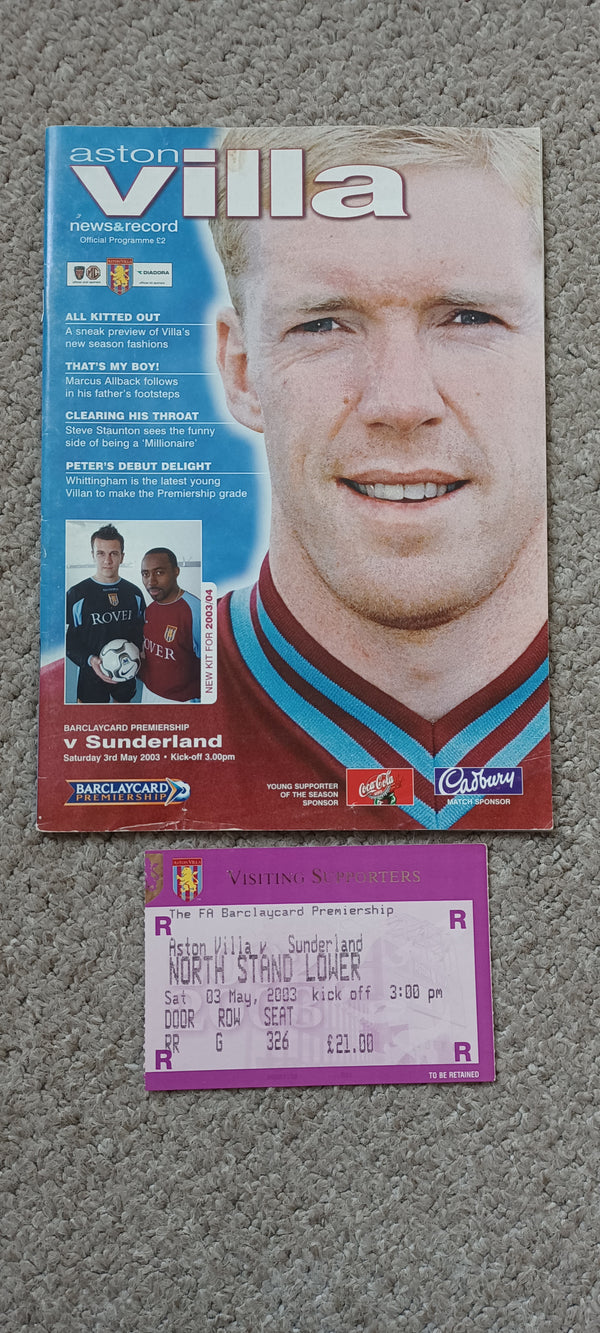 aston
villa
news&record
Official Programme £2
MG
ASTON VILLA
DIADORA
ALL KITTED OUT
A sneak preview of Villa's
new season fashions
THAT'S MY BOY!
Marcus Allback follows
in his father's footsteps
CLEARING HIS THROAT
Steve Staunton sees the funny
side of being a 'Millionaire'
PETER'S DEBUT DELIGHT
Whittingham is the latest young
Villan to make the Premiership grade
ROVER
ROVER
NEW KIT FOR 2003/04
BARCLAYCARD PREMIERSHIP
v Sunderland
Saturday 3rd May 2003 • Kick-off 3.00pm
BARCLAYCARD
PREMIERSHIP
YOUNG SUPPORTER
OF THE SEASON
SPONSOR
Coca-Cola
Cadbury
MATCH SPONSOR
ASTON VILLA
VISITING SUPPORTERS
The FA Barclaycard Premiership
R R
Aston Villa v Sunderland
NORTH STAND LOWER
Sat 03 May, 2003 kick off 3:00 pm
DOOR ROW SEAT
RR G 326 £21.00
R R
TO BE RETAINED